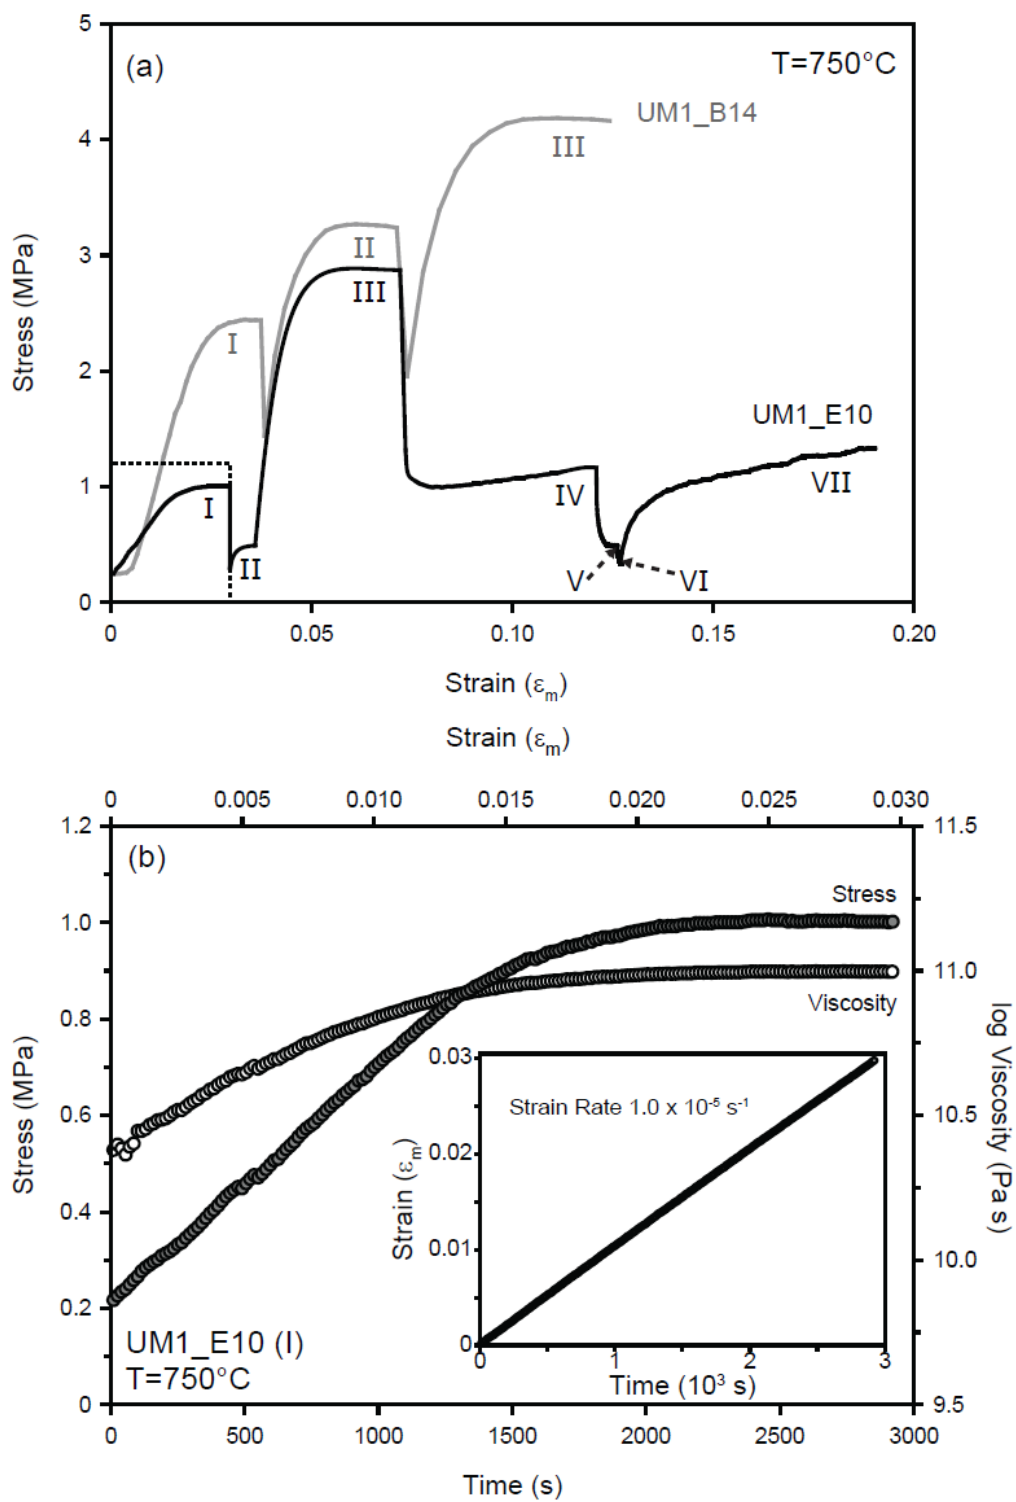 5
(a)
T=750°C
UM1_B14
4
III
II
3
III
Stress (MPa)
I
2
UM1_E10
1
I
IV
VII
II
V
VI
0
0 0.05 0.10 0.15 0.20
Strain (εm)
Strain (εm)
0 0.005 0.010 0.015 0.020 0.025 0.030
1.2
11.5
(b)
Stress
1.0
11.0
Viscosity
0.8
0.03
Strain Rate 1.0 x 10-5 s-1
Stress (MPa)
0.6
10.5
log Viscosity (Pa s)
0.02
Strain (εm)
0.4
0.01
10.0
0.2
UM1_E10 (I)
0
0 1 2 3
T=750°C
Time (10³ s)
0
9.5
0 500 1000 1500 2000 2500 3000
Time (s)